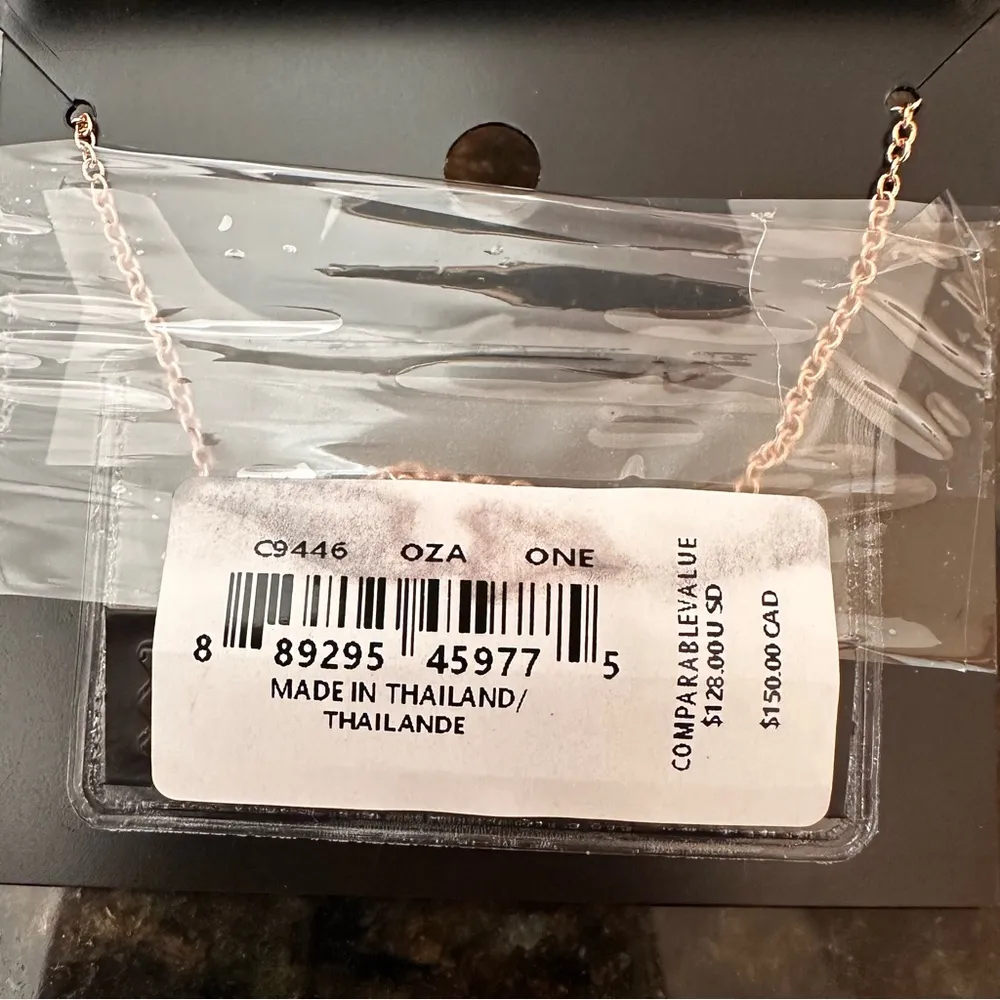 C9446 OZA ONE
8 89295 45977 5
MADE IN THAILAND/
THAILANDE
COMPARABLEVALUE
$128.00U SD
$150.00 CAD